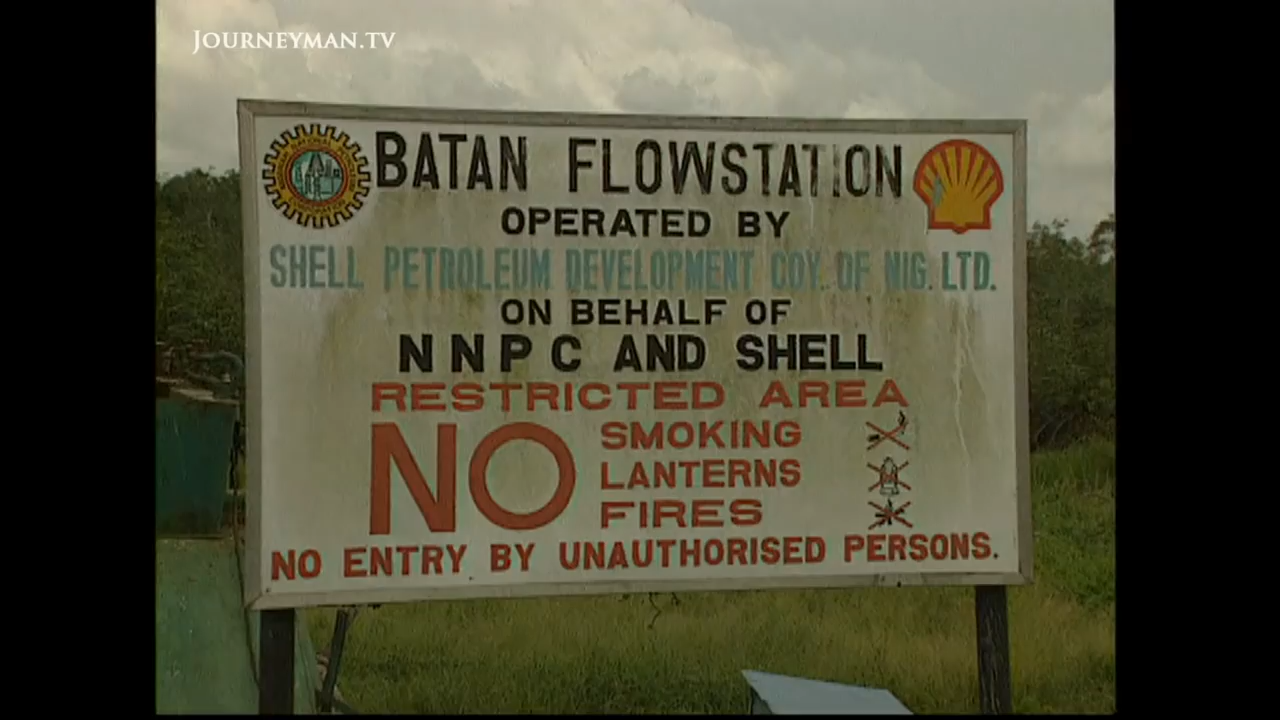 JOURNEYMAN.TV
BATAN FLOWSTATION
OPERATED BY
SHELL PETROLEUM DEVELOPMENT COY. OF NIG. LTD.
ON BEHALF OF
NNPC AND SHELL
RESTRICTED AREA
NO SMOKING
LANTERNS
FIRES
NO ENTRY BY UNAUTHORISED PERSONS.